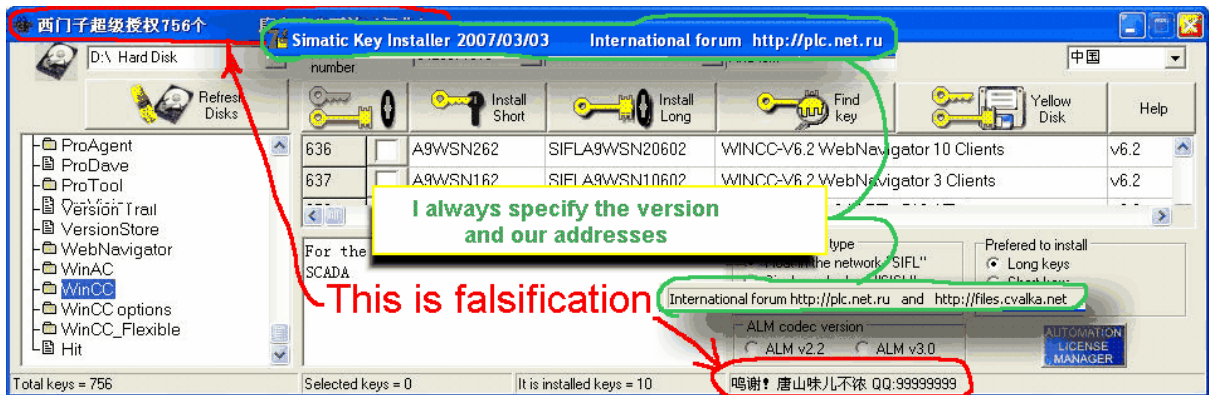 西门子超级授权756个
Simatic Key Installer 2007/03/03 International forum http://plc.net.ru
D:\ Hard Disk
number
中国
Refresh Disks
Install Short
Install Long
Find key
Yellow Disk
Help
ProAgent
ProDave
ProTool
Version Trail
VersionStore
WebNavigator
WinAC
WinCC
WinCC options
WinCC_Flexible
Hit
636 A9WSN262 SIFLA9WSN20602 WINCC-V6.2 WebNavigator 10 Clients v6.2
637 A9WSN162 SIFLA9WSN10602 WINCC-V6.2 WebNavigator 3 Clients v6.2
I always specify the version
and our addresses
For the
SCADA
type
the network "SIFL"
Prefered to install
Long keys
This is falsification
International forum http://plc.net.ru and http://files.cvalka.net
ALM codec version
ALM v2.2 ALM v3.0
AUTOMATION
LICENSE
MANAGER
Total keys = 756
Selected keys = 0
It is installed keys = 10
鸣谢! 唐山味儿不浓 QQ:99999999